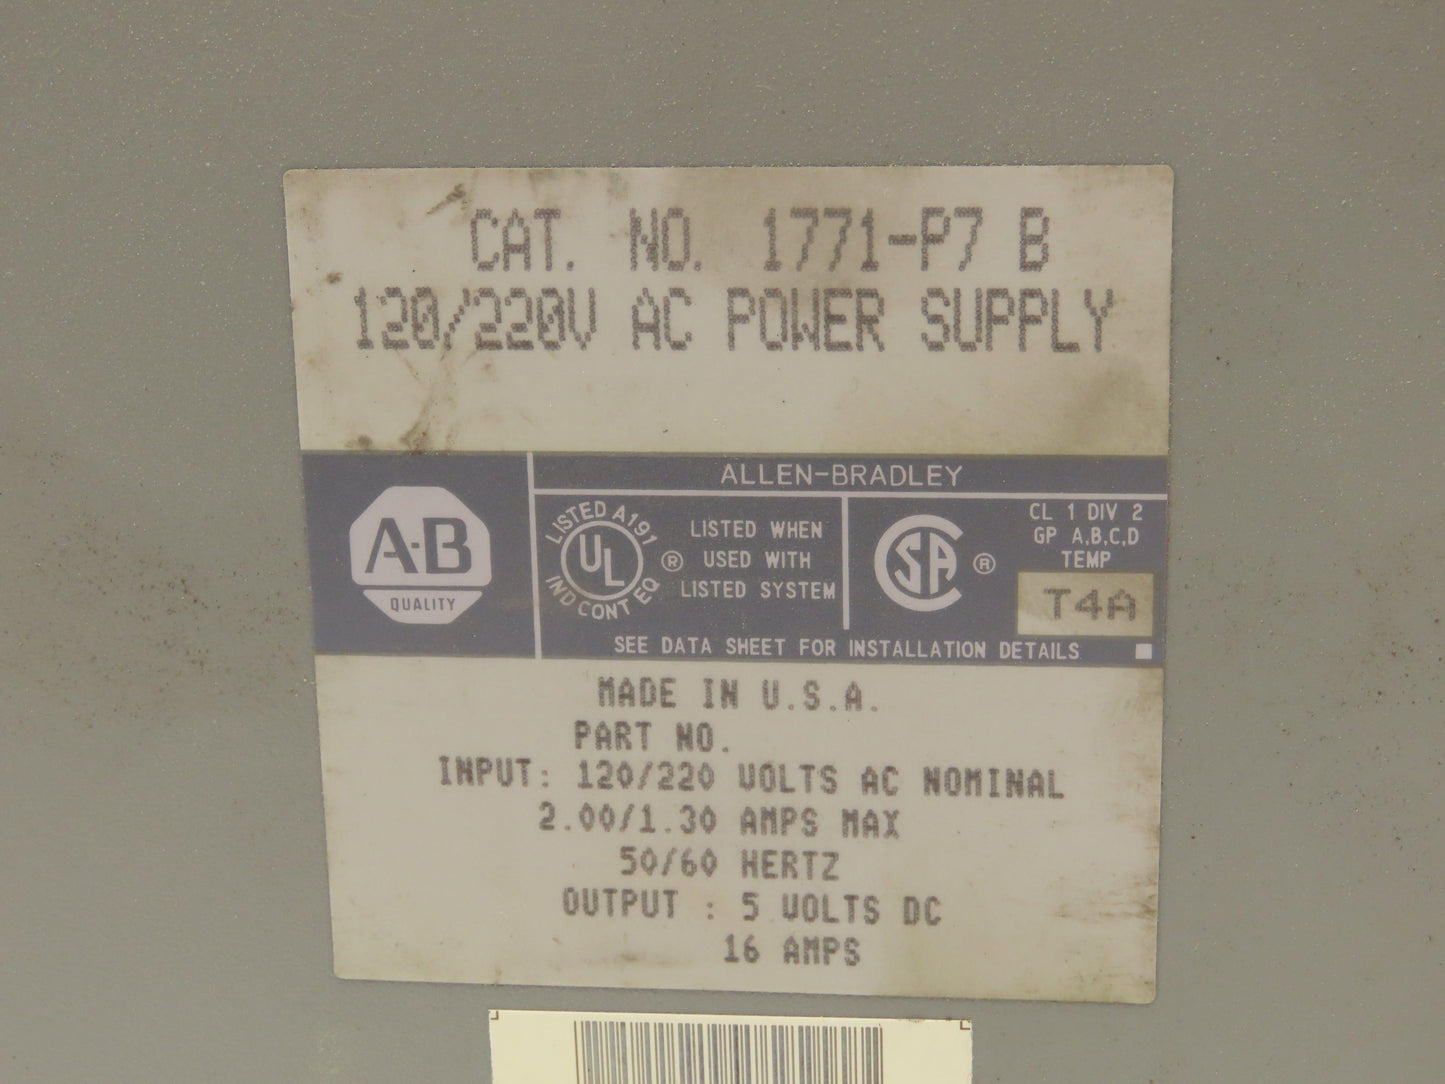 CAT. NO. 1771-P7 B
120/220V AC POWER SUPPLY
ALLEN-BRADLEY
A-B
QUALITY
LISTED A191
UL
IND CONT EQ
®
LISTED WHEN
USED WITH
LISTED SYSTEM
SA
®
CL 1 DIV 2
GP A,B,C,D
TEMP
T4A
SEE DATA SHEET FOR INSTALLATION DETAILS
MADE IN U.S.A.
PART NO.
INPUT: 120/220 VOLTS AC NOMINAL
2.00/1.30 AMPS MAX
50/60 HERTZ
OUTPUT : 5 VOLTS DC
16 AMPS